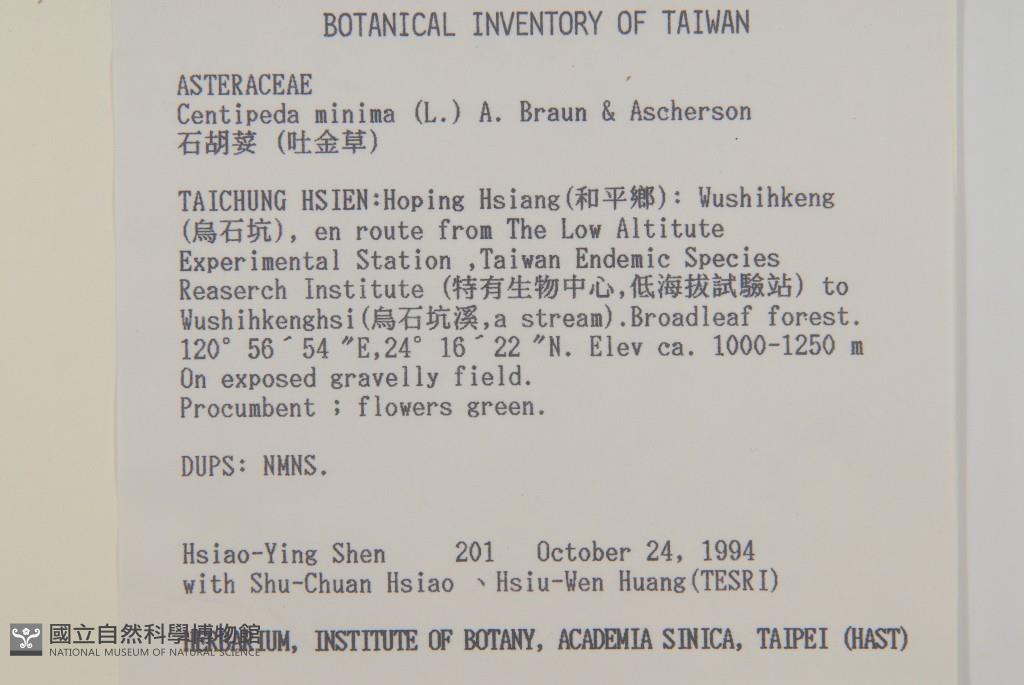 BOTANICAL INVENTORY OF TAIWAN
ASTERACEAE
Centipeda minima (L.) A. Braun & Ascherson
石胡荽 (吐金草)
TAICHUNG HSIEN:Hoping Hsiang(和平鄉): Wushihkeng
(烏石坑), en route from The Low Altitute
Experimental Station ,Taiwan Endemic Species
Reaserch Institute (特有生物中心,低海拔試驗站) to
Wushihkenghsi(烏石坑溪,a stream).Broadleaf forest.
120° 56´54 ″E,24° 16´22 ″N. Elev ca. 1000-1250 m
On exposed gravelly field.
Procumbent ; flowers green.
DUPS: NMNS.
Hsiao-Ying Shen 201 October 24, 1994
with Shu-Chuan Hsiao 、Hsiu-Wen Huang(TESRI)
HERBARIUM, INSTITUTE OF BOTANY, ACADEMIA SINICA, TAIPEI (HAST)
國立自然科學博物館
NATIONAL MUSEUM OF NATURAL SCIENCE